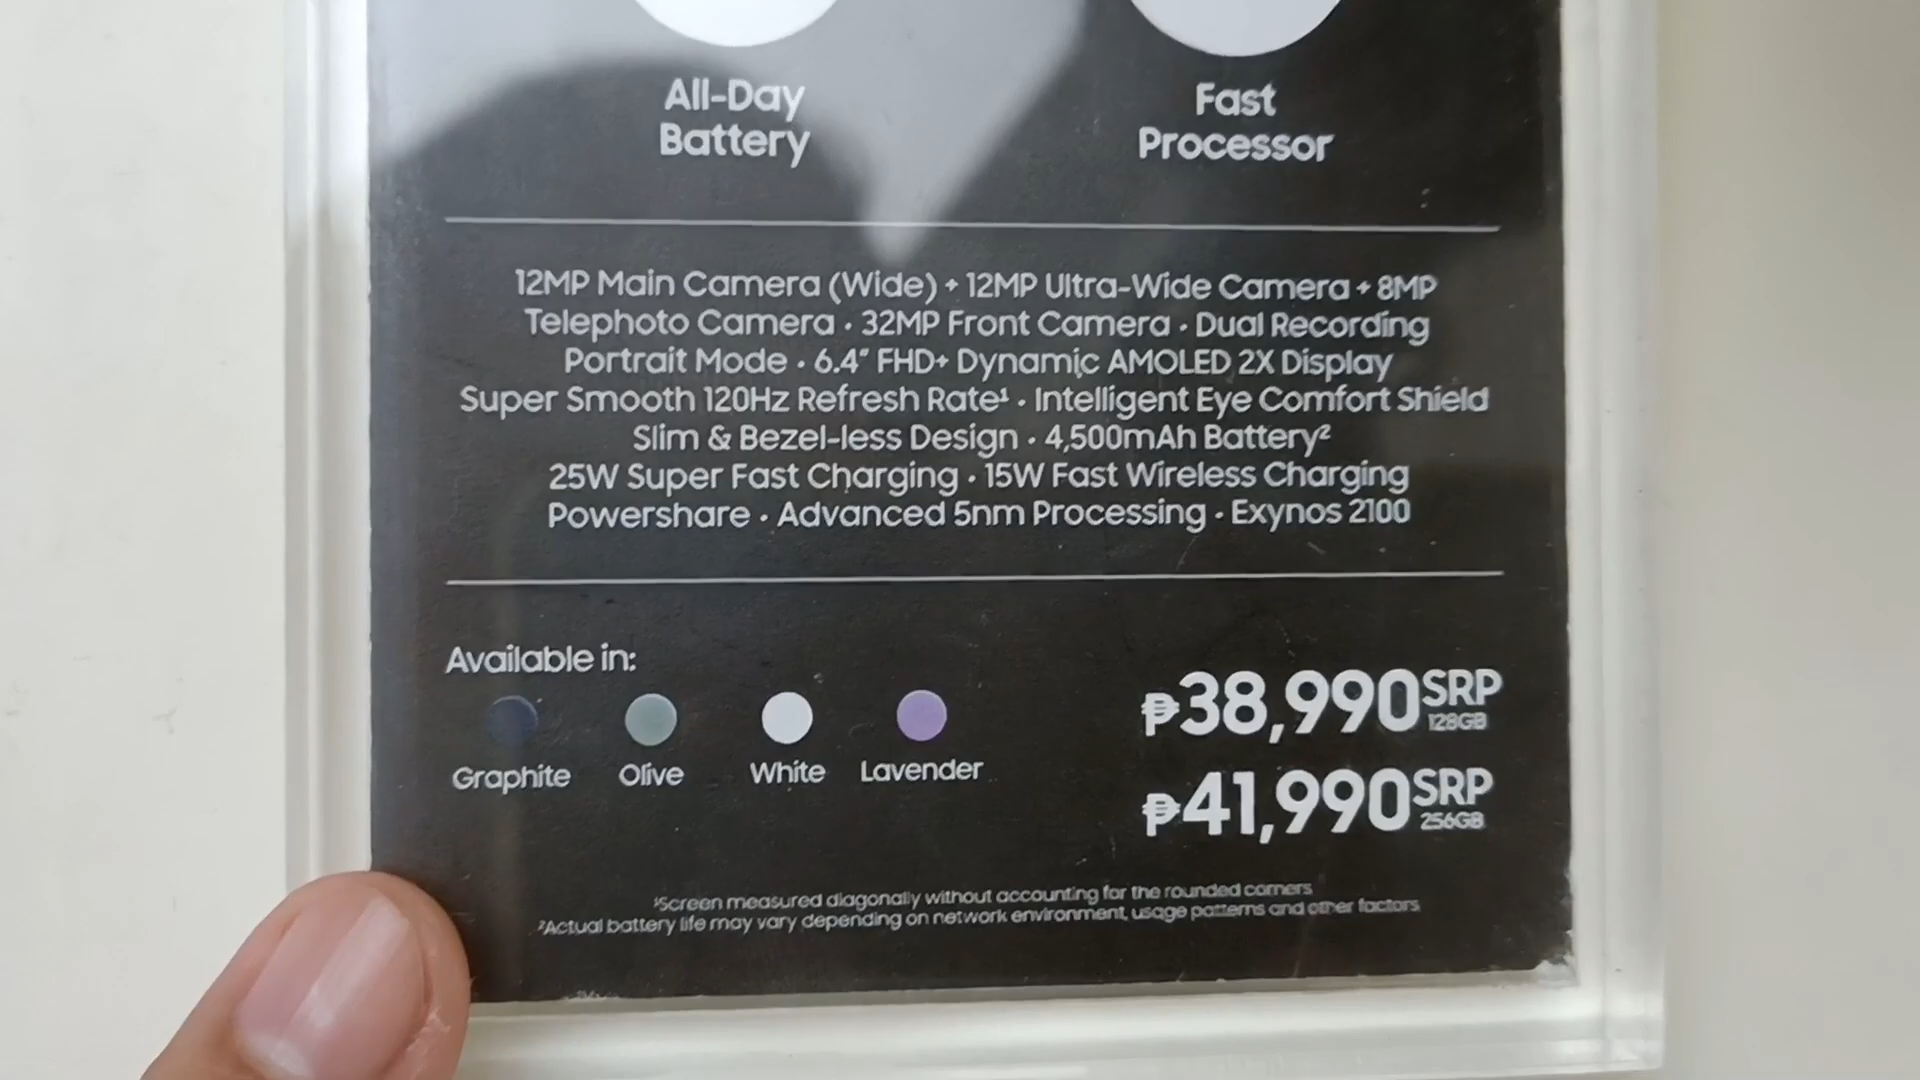 All-Day
Battery
Fast
Processor
12MP Main Camera (Wide) + 12MP Ultra-Wide Camera + 8MP
Telephoto Camera • 32MP Front Camera • Dual Recording
Portrait Mode • 6.4" FHD+ Dynamic AMOLED 2X Display
Super Smooth 120Hz Refresh Rate¹ • Intelligent Eye Comfort Shield
Slim & Bezel-less Design • 4,500mAh Battery²
25W Super Fast Charging • 15W Fast Wireless Charging
Powershare • Advanced 5nm Processing • Exynos 2100
Available in:
Graphite Olive White Lavender
₱38,990 SRP 128GB
₱41,990 SRP 256GB
¹Screen measured diagonally without accounting for the rounded corners
²Actual battery life may vary depending on network environment, usage patterns and other factors